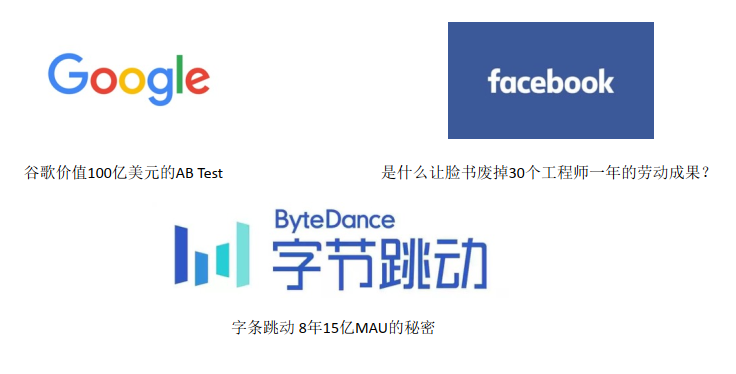 Google
facebook
谷歌价值100亿美元的AB Test
是什么让脸书废掉30个工程师一年的劳动成果？
ByteDance
字节跳动
字条跳动 8年15亿MAU的秘密